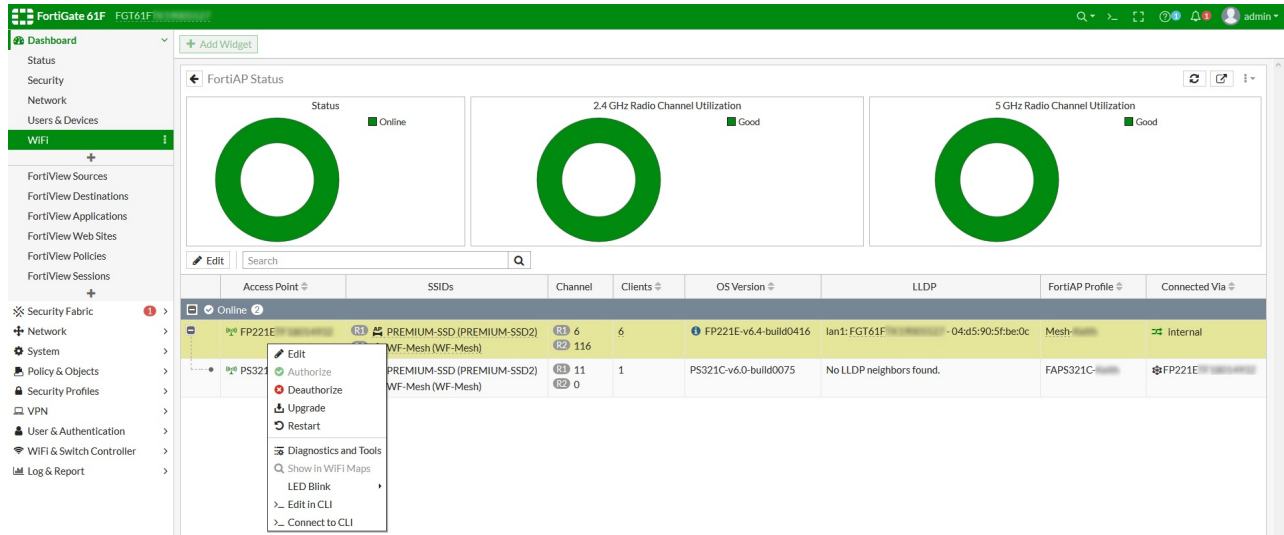 FortiGate 61F FGT61F admin
Dashboard
Status
Security
Network
Users & Devices
WiFi
FortiView Sources
FortiView Destinations
FortiView Applications
FortiView Web Sites
FortiView Policies
FortiView Sessions
Security Fabric 1
Network
System
Policy & Objects
Security Profiles
VPN
User & Authentication
WiFi & Switch Controller
Log & Report
+ Add Widget
FortiAP Status
Status
Online
2.4 GHz Radio Channel Utilization
Good
5 GHz Radio Channel Utilization
Good
Edit Search
Access Point SSIDs Channel Clients OS Version LLDP FortiAP Profile Connected Via
Online 2
FP221E R1 PREMIUM-SSD (PREMIUM-SSD2) R1 6 6 FP221E-v6.4-build0416 lan1: FGT61F - 04:d5:90:5f:be:0c Mesh- internal
WF-Mesh (WF-Mesh) R2 116
PS321 PREMIUM-SSD (PREMIUM-SSD2) R1 11 1 PS321C-v6.0-build0075 No LLDP neighbors found. FAPS321C- FP221E
WF-Mesh (WF-Mesh) R2 0
Edit
Authorize
Deauthorize
Upgrade
Restart
Diagnostics and Tools
Show in WiFi Maps
LED Blink
>_ Edit in CLI
>_ Connect to CLI